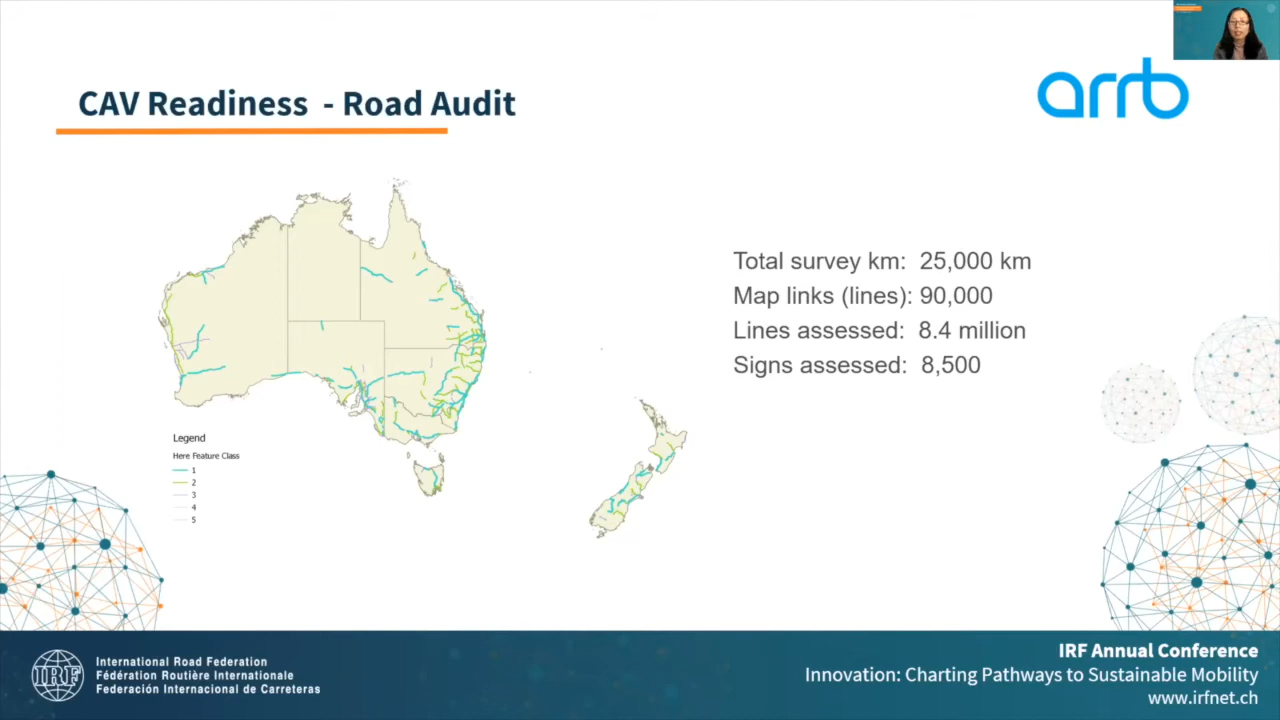 CAV Readiness - Road Audit
arrb
Total survey km: 25,000 km
Map links (lines): 90,000
Lines assessed: 8.4 million
Signs assessed: 8,500
Legend
Here Feature Class
1
2
3
4
5
IRF
International Road Federation
Fédération Routière Internationale
Federación Internacional de Carreteras
IRF Annual Conference
Innovation: Charting Pathways to Sustainable Mobility
www.irfnet.ch